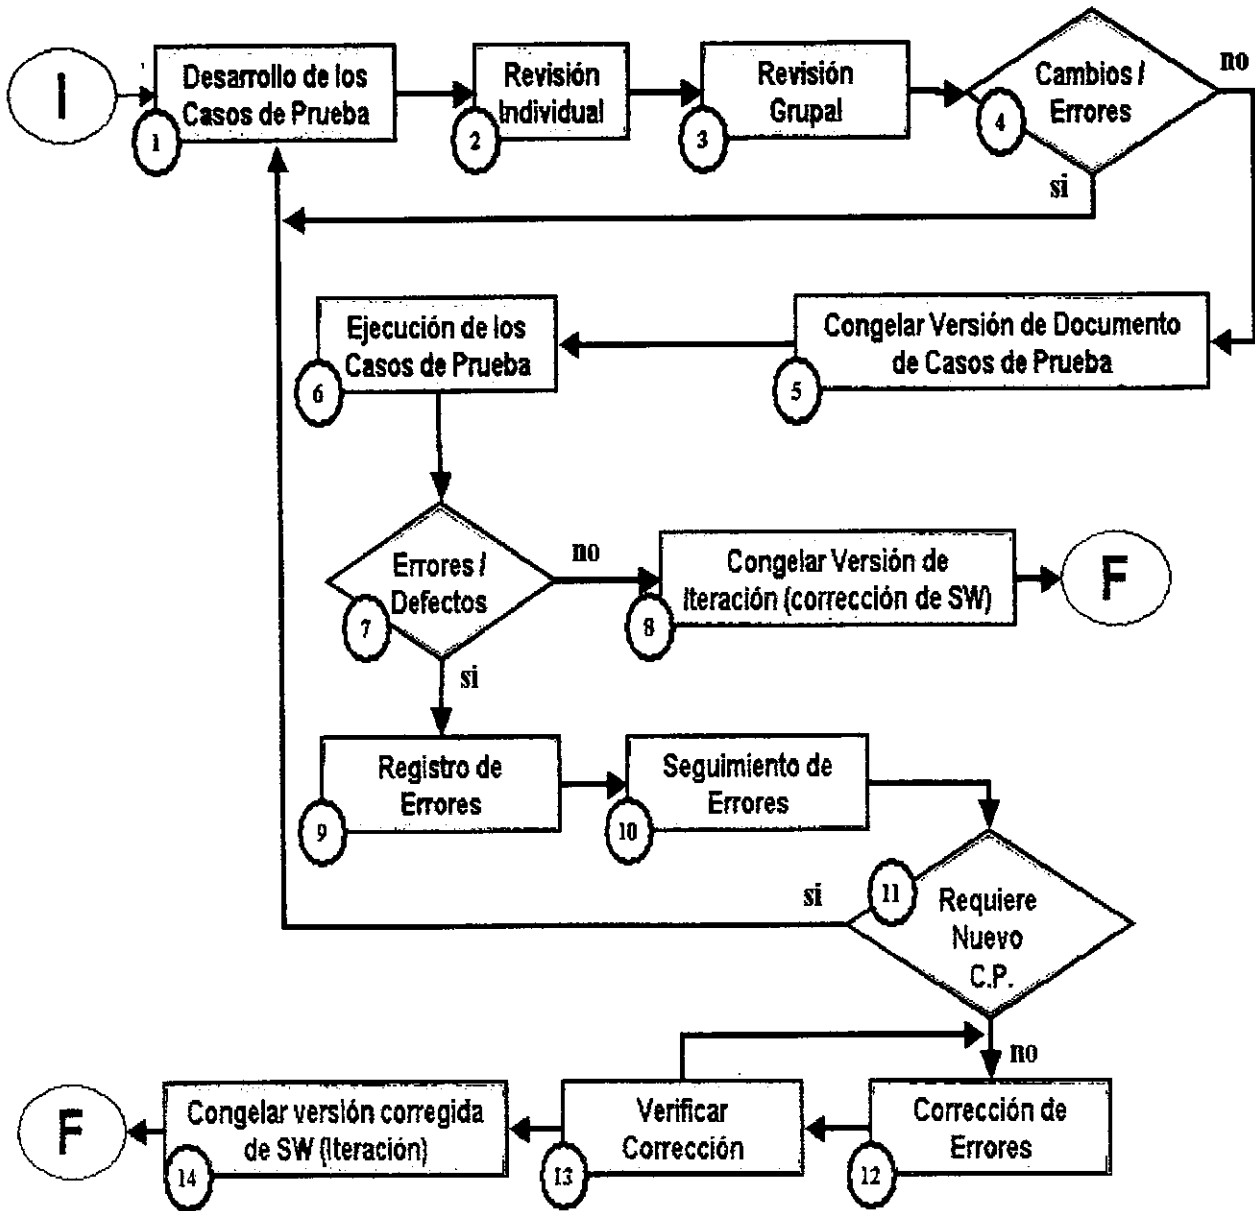 I
Desarrollo de los
Casos de Prueba
1
Revisión
Individual
2
Revisión
Grupal
3
Cambios /
Errores
4
no
si
Ejecución de los
Casos de Prueba
6
Congelar Versión de Documento
de Casos de Prueba
5
Errores /
Defectos
7
no
si
Congelar Versión de
Iteración (corrección de SW)
8
F
Registro de
Errores
9
Seguimiento de
Errores
10
11
Requiere
Nuevo
C.P.
si
no
F
Congelar versión corregida
de SW (Iteración)
14
Verificar
Corrección
13
Corrección de
Errores
12